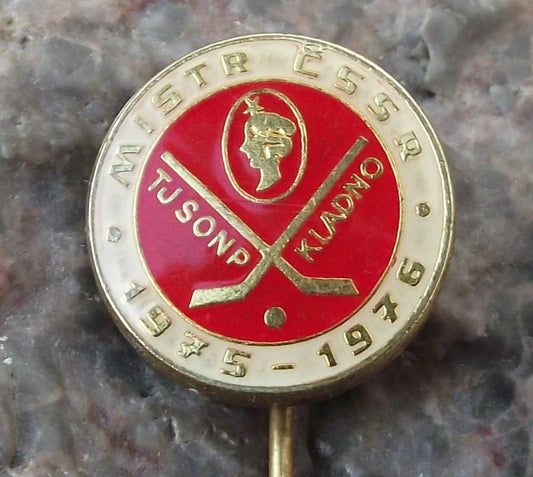 MISTR ČSSR
TJ SONP
KLADNO
1975-1976